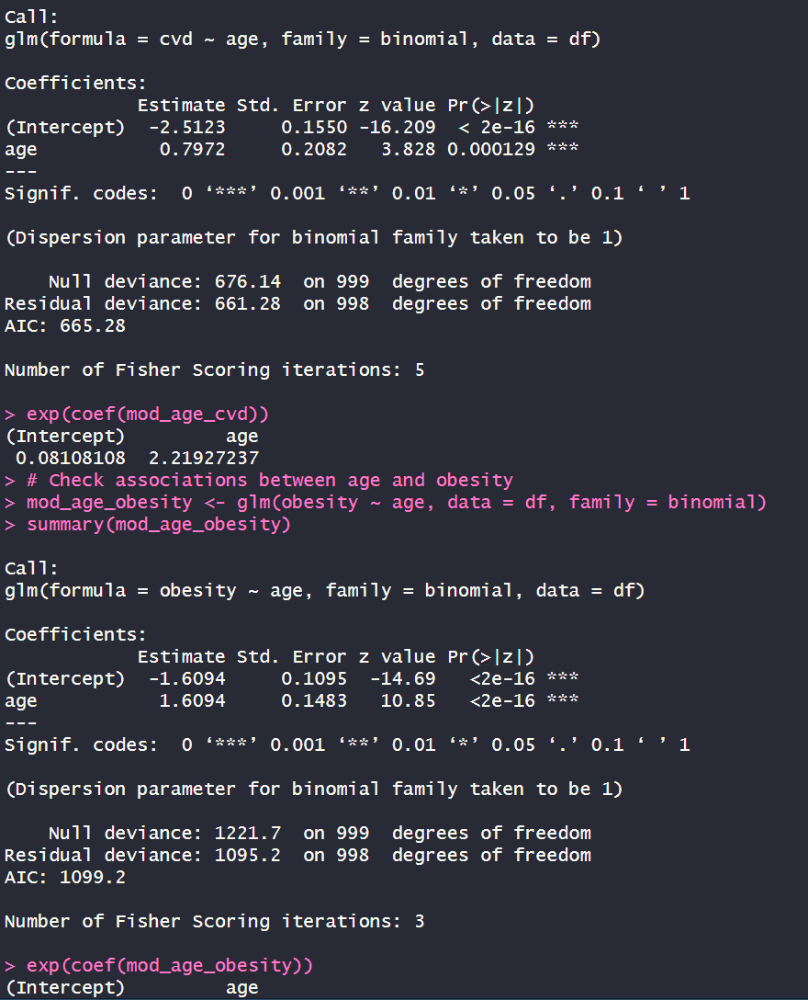 Call:
glm(formula = cvd ~ age, family = binomial, data = df)
Coefficients:
            Estimate Std. Error z value Pr(>|z|)
(Intercept)  -2.5123     0.1550 -16.209  < 2e-16 ***
age           0.7972     0.2082   3.828 0.000129 ***
---
Signif. codes:  0 ‘***’ 0.001 ‘**’ 0.01 ‘*’ 0.05 ‘.’ 0.1 ‘ ’ 1
(Dispersion parameter for binomial family taken to be 1)
    Null deviance: 676.14  on 999  degrees of freedom
Residual deviance: 661.28  on 998  degrees of freedom
AIC: 665.28
Number of Fisher Scoring iterations: 5
> exp(coef(mod_age_cvd))
(Intercept)         age
 0.08108108  2.21927237
> # Check associations between age and obesity
> mod_age_obesity <- glm(obesity ~ age, data = df, family = binomial)
> summary(mod_age_obesity)
Call:
glm(formula = obesity ~ age, family = binomial, data = df)
Coefficients:
            Estimate Std. Error z value Pr(>|z|)
(Intercept)  -1.6094     0.1095  -14.69   <2e-16 ***
age           1.6094     0.1483   10.85   <2e-16 ***
---
Signif. codes:  0 ‘***’ 0.001 ‘**’ 0.01 ‘*’ 0.05 ‘.’ 0.1 ‘ ’ 1
(Dispersion parameter for binomial family taken to be 1)
    Null deviance: 1221.7  on 999  degrees of freedom
Residual deviance: 1095.2  on 998  degrees of freedom
AIC: 1099.2
Number of Fisher Scoring iterations: 3
> exp(coef(mod_age_obesity))
(Intercept)         age